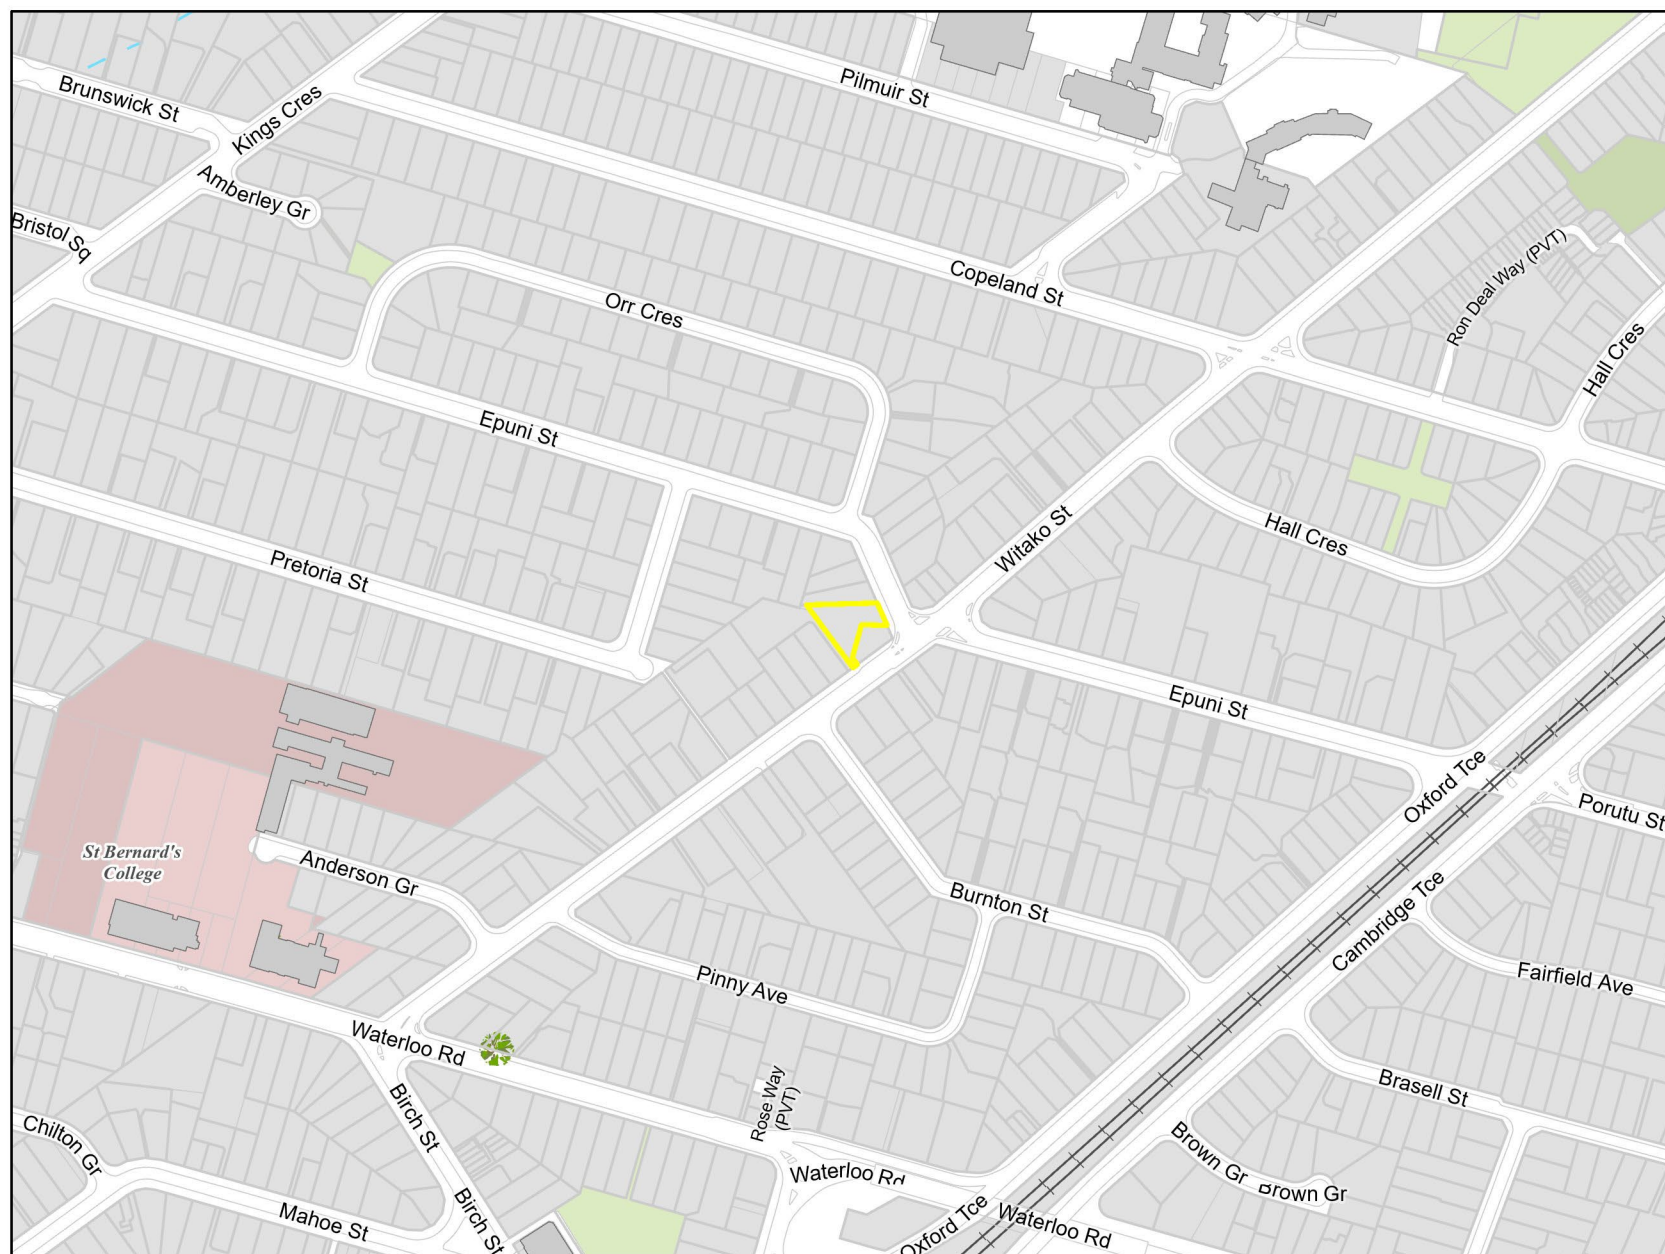 Pilmuir St
Brunswick St
Kings Cres
Amberley Gr
Bristol Sq
Copeland St
Ron Deal Way (PVT)
Orr Cres
Hall Cres
Epuni St
Witako St
Hall Cres
Pretoria St
Epuni St
Oxford Tce
Porutu St
St Bernard's
College
Anderson Gr
Burnton St
Cambridge Tce
Pinny Ave
Fairfield Ave
Waterloo Rd
Rose Way
(PVT)
Birch St
Brasell St
Chilton Gr
Brown Gr
Brown Gr
Waterloo Rd
Mahoe St
Birch St
Oxford Tce
Waterloo Rd